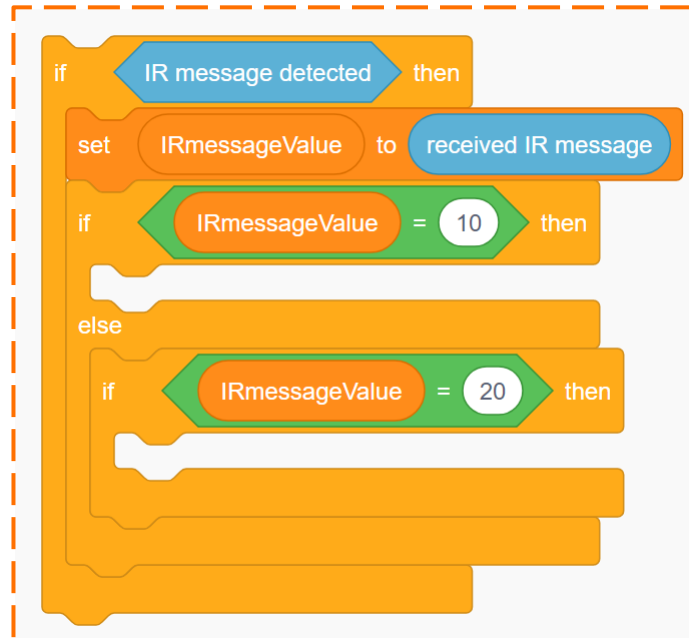 if IR message detected then
set IRmessageValue to received IR message
if IRmessageValue = 10 then
else
if IRmessageValue = 20 then